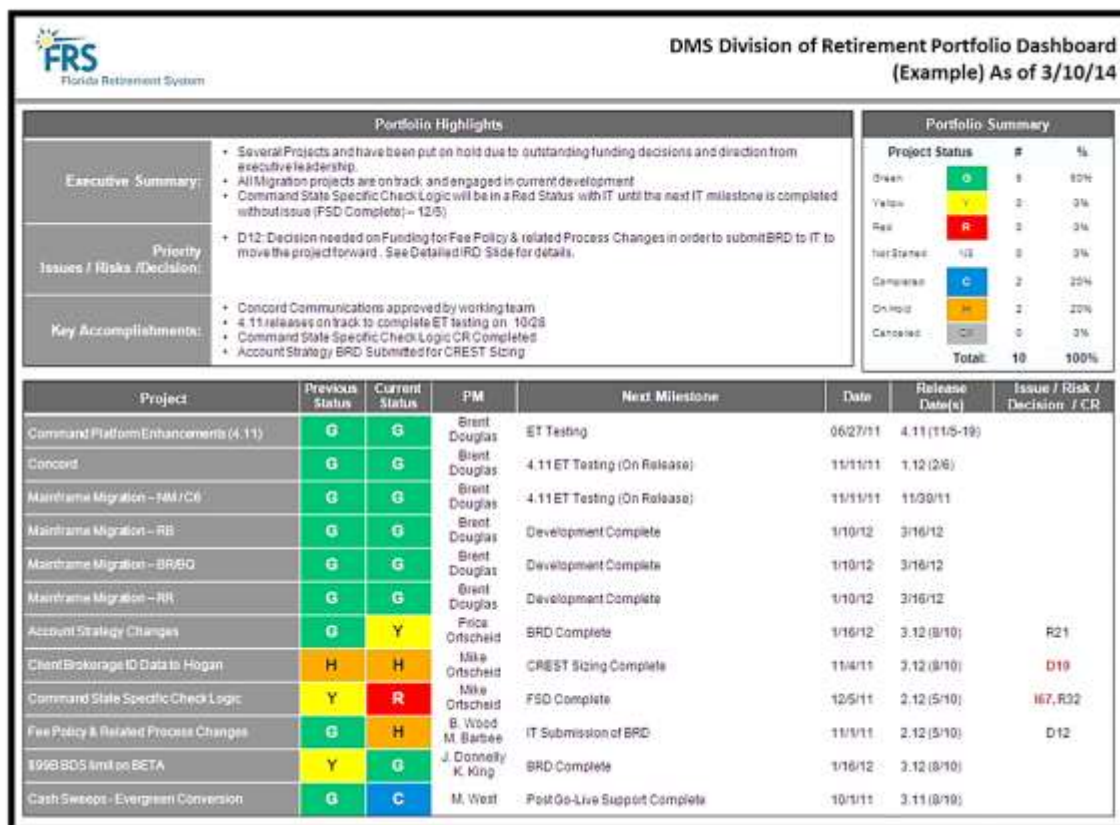 FRS
Florida Retirement System
DMS Division of Retirement Portfolio Dashboard
(Example) As of 3/10/14
Portfolio Highlights
Executive Summary:
• Several Projects and have been put on hold due to outstanding funding decisions and direction from
executive leadership.
• All Migration projects are on track and engaged in current development
• Command State Specific Check Logic will be in a Red Status with IT until the next IT milestone is completed
without issue (FSD Complete) – 12/5)
Priority
Issues / Risks /Decision:
• D12: Decision needed on Funding for Fee Policy & related Process Changes in order to submit BRD to IT to
move the project forward. See Detailed IRD Slide for details.
Key Accomplishments:
• Concord Communications approved by working team
• 4.11 releases on track to complete ET testing on 10/28
• Command State Specific Check Logic CR Completed
• Account Strategy BRD Submitted for CREST Sizing
Portfolio Summary
Project Status # %
Green G 60%
Yellow Y 0 0%
Red R 0 0%
Not Started NS 0 0%
Completed C 2 20%
On Hold H 2 20%
Cancelled 0 0%
Total: 10 100%
Project Previous Status Current Status PM Next Milestone Date Release Date(s) Issue / Risk / Decision / CR
Command Platform Enhancements (4.11) G G Brent Douglas ET Testing 06/27/11 4.11 (11/5-19)
Concord G G Brent Douglas 4.11 ET Testing (On Release) 11/11/11 1.12 (2/6)
Mainframe Migration – NM / C6 G G Brent Douglas 4.11 ET Testing (On Release) 11/11/11 11/30/11
Mainframe Migration – RB G G Brent Douglas Development Complete 1/10/12 3/16/12
Mainframe Migration – BR/BQ G G Brent Douglas Development Complete 1/10/12 3/16/12
Mainframe Migration – RR G G Brent Douglas Development Complete 1/10/12 3/16/12
Account Strategy Changes G Y Price Ortscheid BRD Complete 1/16/12 3.12 (8/10) R21
Client Brokerage ID Data to Hogan H H Mike Ortscheid CREST Sizing Complete 11/4/11 3.12 (8/10) D10
Command State Specific Check Logic Y R Mike Ortscheid FSD Complete 12/5/11 2.12 (5/10) I67, R32
Fee Policy & Related Process Changes G H B. Wood M. Barbee IT Submission of BRD 11/1/11 2.12 (5/10) D12
$99B BDS limit on BETA Y G J. Donnelly K. King BRD Complete 1/16/12 3.12 (8/10)
Cash Sweeps - Evergreen Conversion G C M. West Post Go-Live Support Complete 10/1/11 3.11 (8/19)